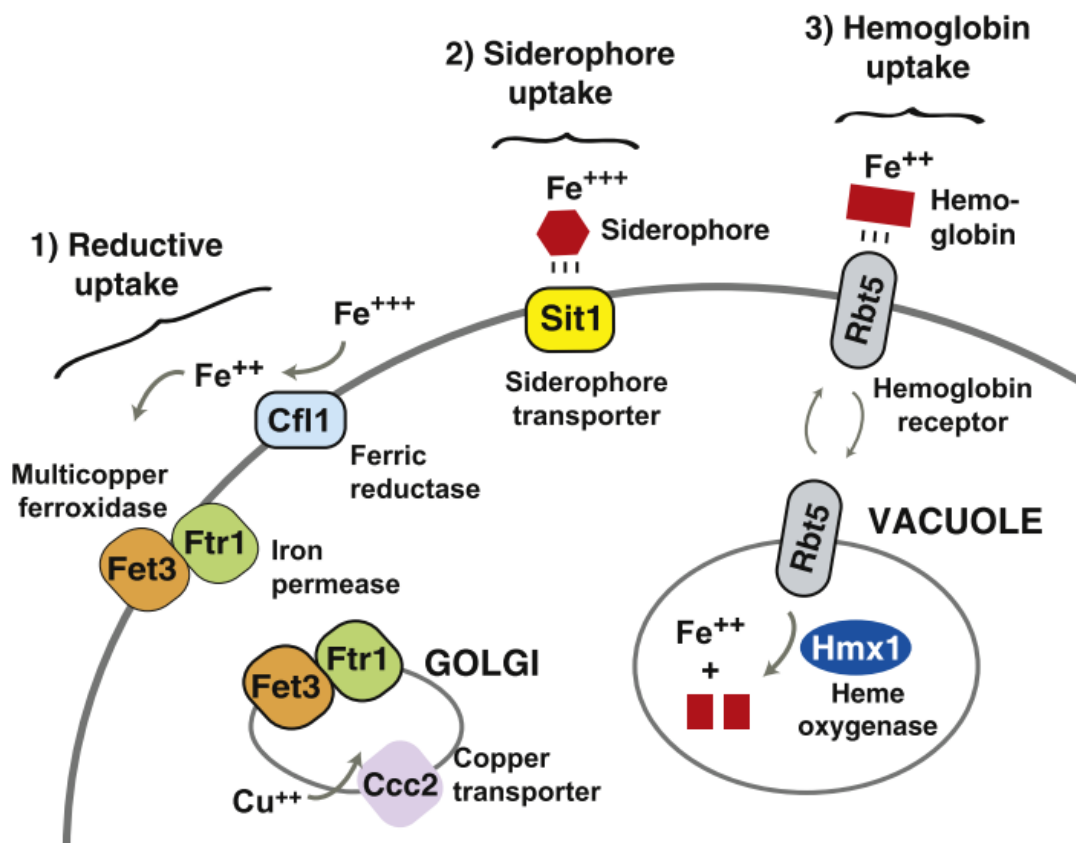 1) Reductive
uptake
Fe+++
Fe++
Cfl1
Ferric
reductase
Multicopper
ferroxidase
Fet3
Ftr1
Iron
permease
2) Siderophore
uptake
Fe+++
Siderophore
Sit1
Siderophore
transporter
3) Hemoglobin
uptake
Fe++
Hemo-
globin
Rbt5
Hemoglobin
receptor
Rbt5
VACUOLE
Fe++
+
Hmx1
Heme
oxygenase
Fet3
Ftr1
GOLGI
Cu++
Ccc2
Copper
transporter